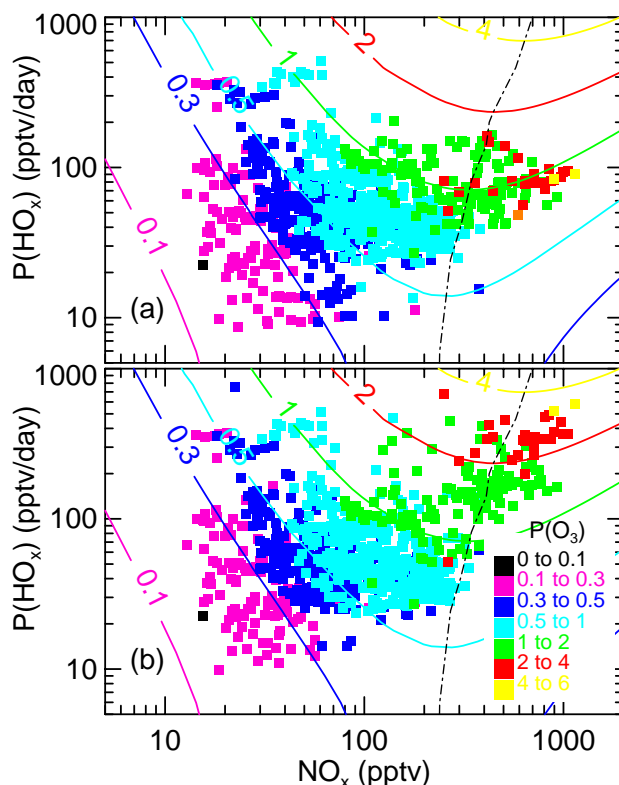 1000
100
10
P(HOx) (pptv/day)
0.1
0.3
0.5
1
2
4
(a)
1000
100
10
P(HOx) (pptv/day)
0.1
0.3
0.5
1
2
4
(b)
P(O3)
0 to 0.1
0.1 to 0.3
0.3 to 0.5
0.5 to 1
1 to 2
2 to 4
4 to 6
10 100 1000
NOx (pptv)